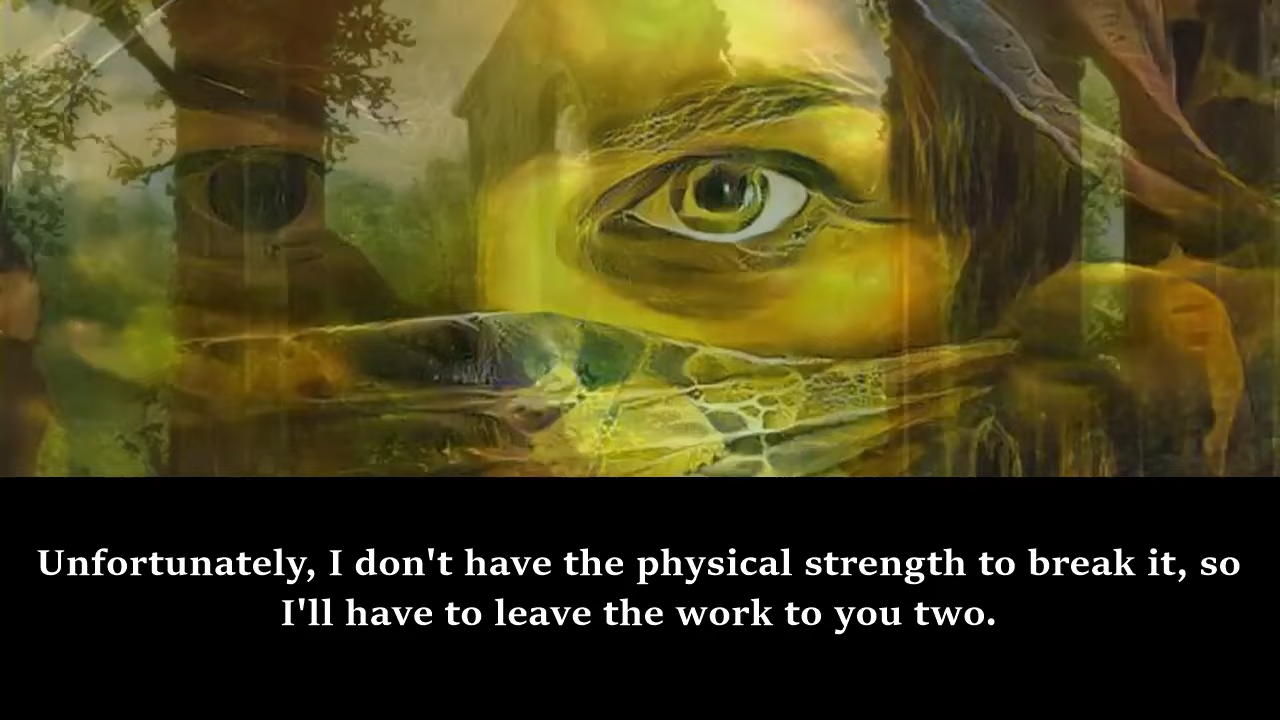 Unfortunately, I don't have the physical strength to break it, so
I'll have to leave the work to you two.